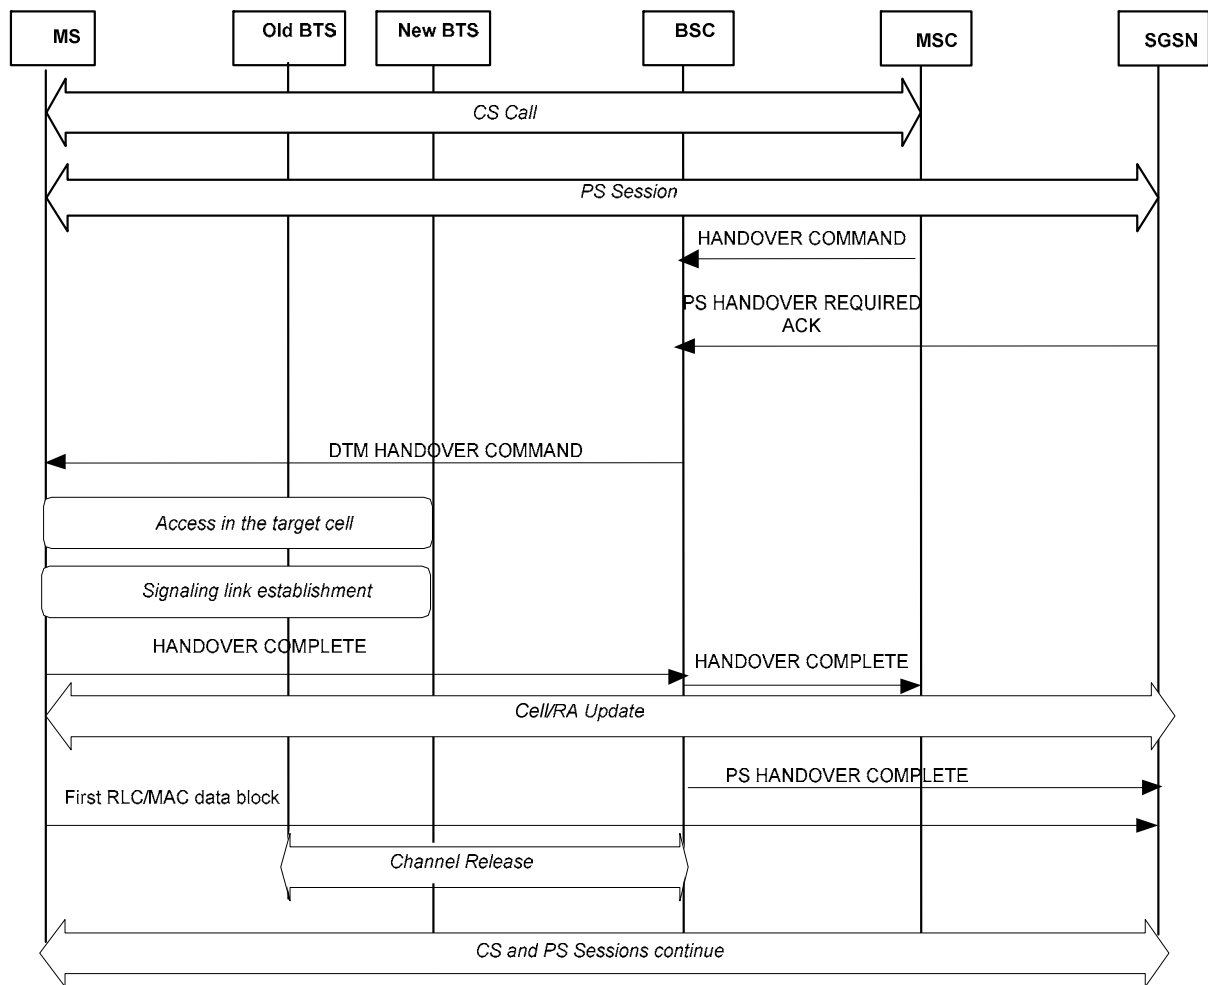 MS
Old BTS
New BTS
BSC
MSC
SGSN
CS Call
PS Session
HANDOVER COMMAND
PS HANDOVER REQUIRED
ACK
DTM HANDOVER COMMAND
Access in the target cell
Signaling link establishment
HANDOVER COMPLETE
HANDOVER COMPLETE
Cell/RA Update
PS HANDOVER COMPLETE
First RLC/MAC data block
Channel Release
CS and PS Sessions continue